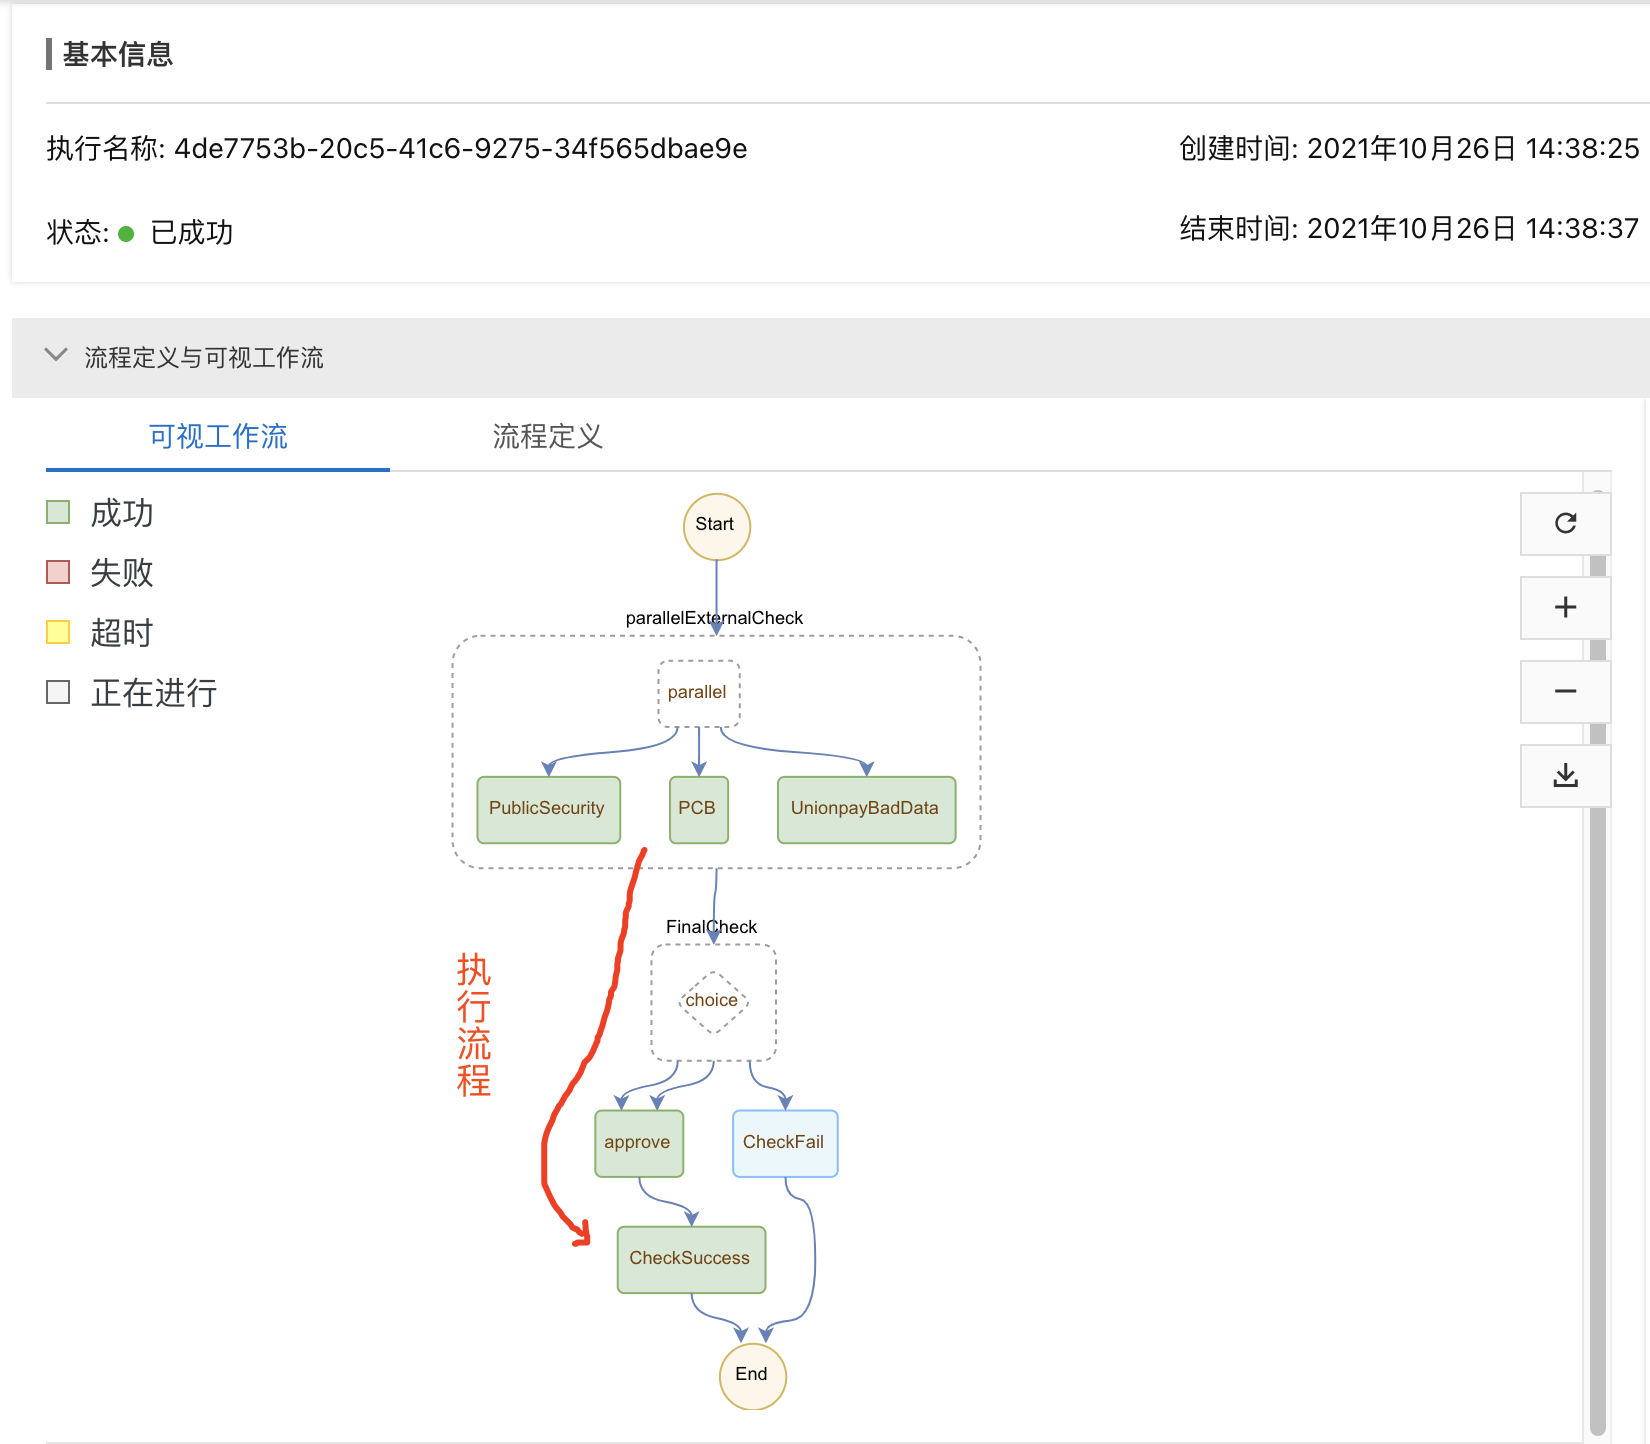 基本信息
执行名称: 4de7753b-20c5-41c6-9275-34f565dbae9e
创建时间: 2021年10月26日 14:38:25
状态: 已成功
结束时间: 2021年10月26日 14:38:37
流程定义与可视工作流
可视工作流
流程定义
成功
失败
超时
正在进行
Start
parallelExternalCheck
parallel
PublicSecurity
PCB
UnionpayBadData
FinalCheck
执行流程
choice
approve
CheckFail
CheckSuccess
End